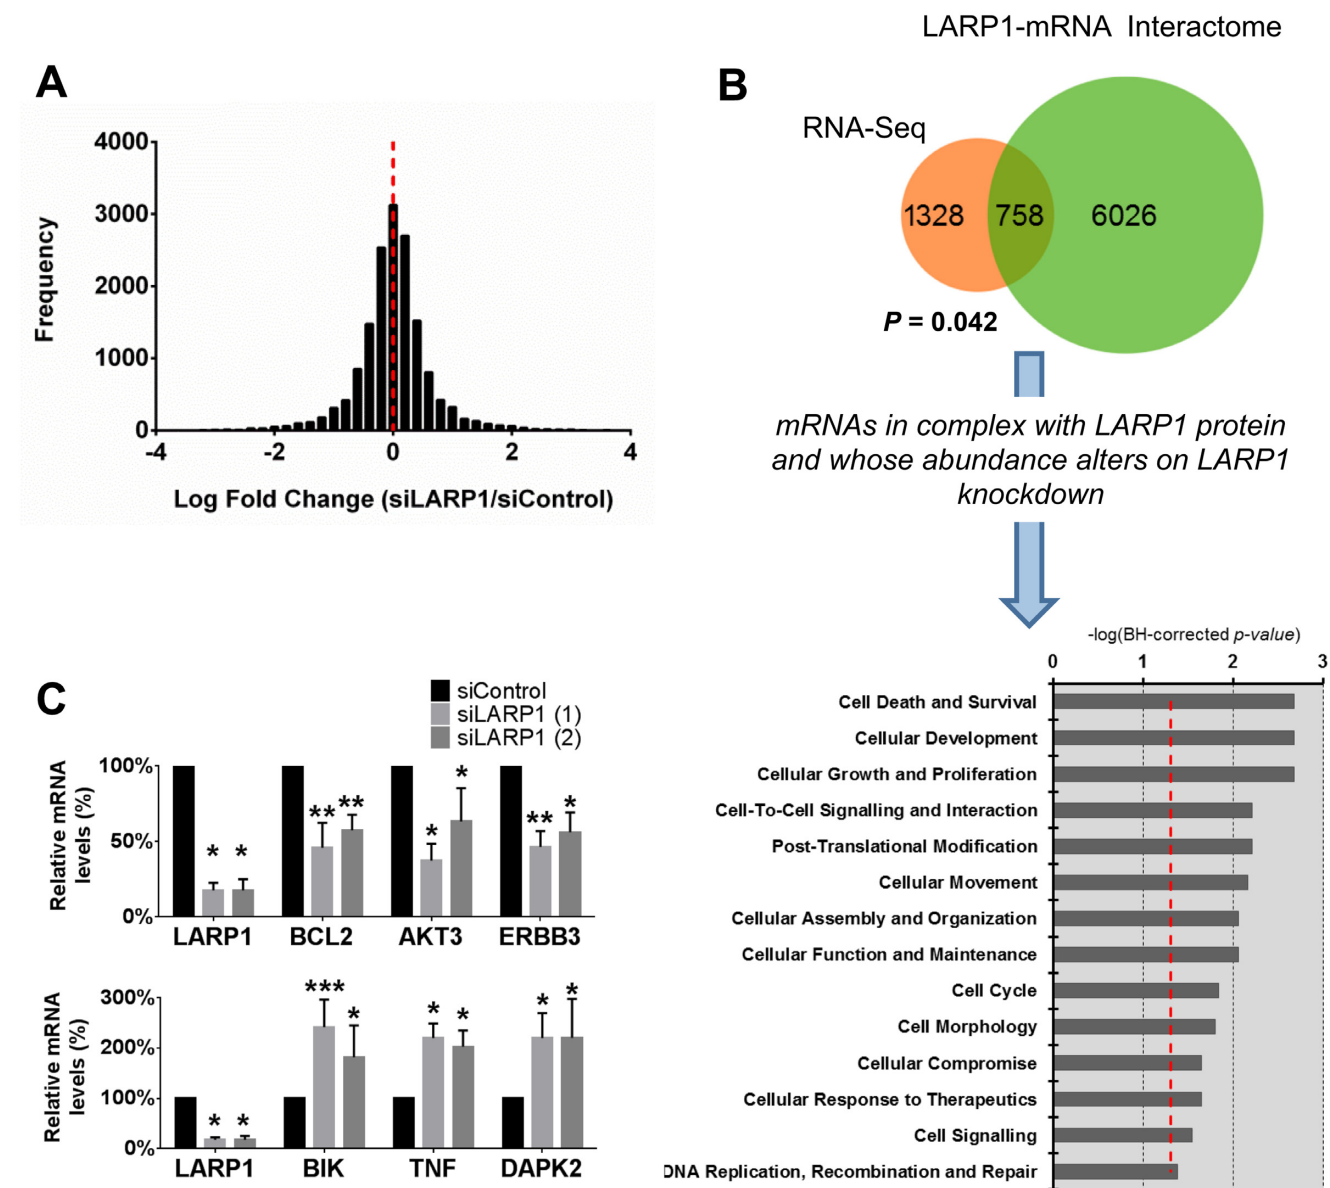 A
4000
3000
2000
1000
0
Frequency
-4 -2 0 2 4
Log Fold Change (siLARP1/siControl)
LARP1-mRNA Interactome
B
RNA-Seq
1328 758 6026
P = 0.042
mRNAs in complex with LARP1 protein
and whose abundance alters on LARP1
knockdown
-log(BH-corrected p-value)
0 1 2 3
Cell Death and Survival
Cellular Development
Cellular Growth and Proliferation
Cell-To-Cell Signalling and Interaction
Post-Translational Modification
Cellular Movement
Cellular Assembly and Organization
Cellular Function and Maintenance
Cell Cycle
Cell Morphology
Cellular Compromise
Cellular Response to Therapeutics
Cell Signalling
DNA Replication, Recombination and Repair
C
siControl
siLARP1 (1)
siLARP1 (2)
Relative mRNA
levels (%)
100%
50%
0%
* * ** ** * * ** *
LARP1 BCL2 AKT3 ERBB3
Relative mRNA
levels (%)
300%
200%
100%
0%
* * *** * * * * *
LARP1 BIK TNF DAPK2